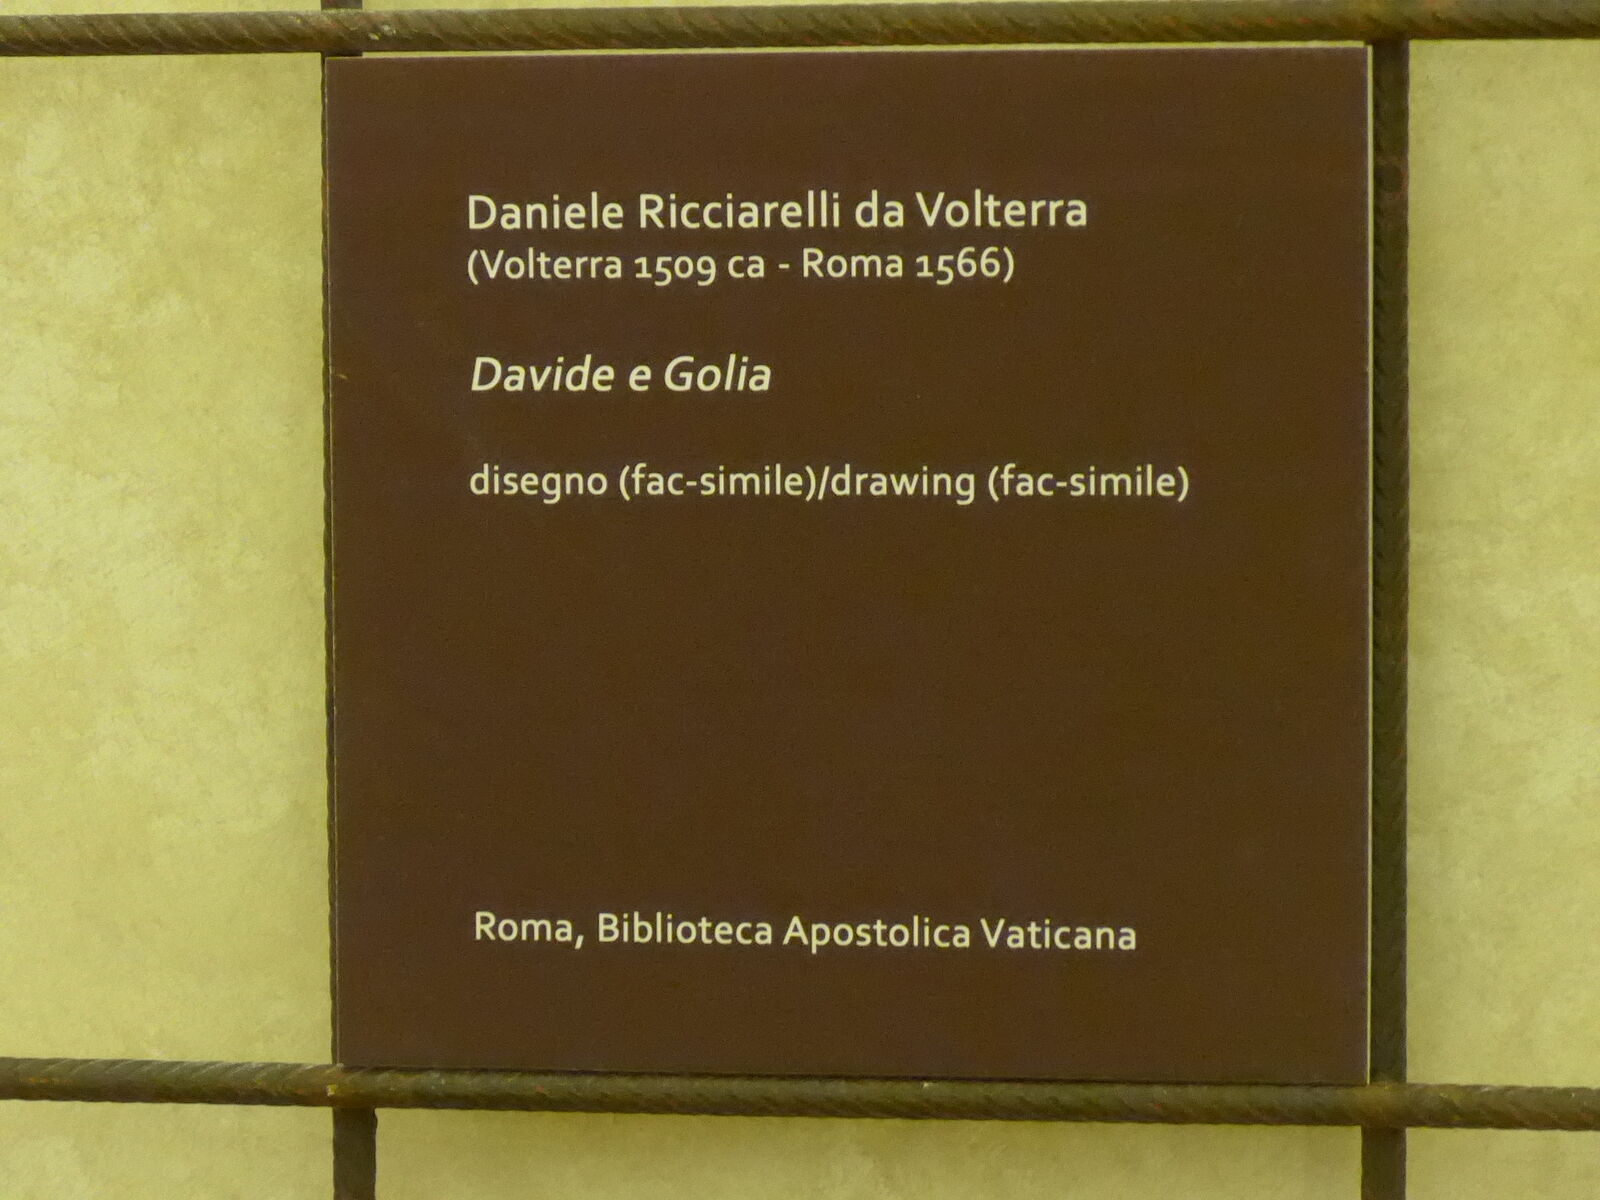 Daniele Ricciarelli da Volterra
(Volterra 1509 ca - Roma 1566)
Davide e Golia
disegno (fac-simile)/drawing (fac-simile)
Roma, Biblioteca Apostolica Vaticana